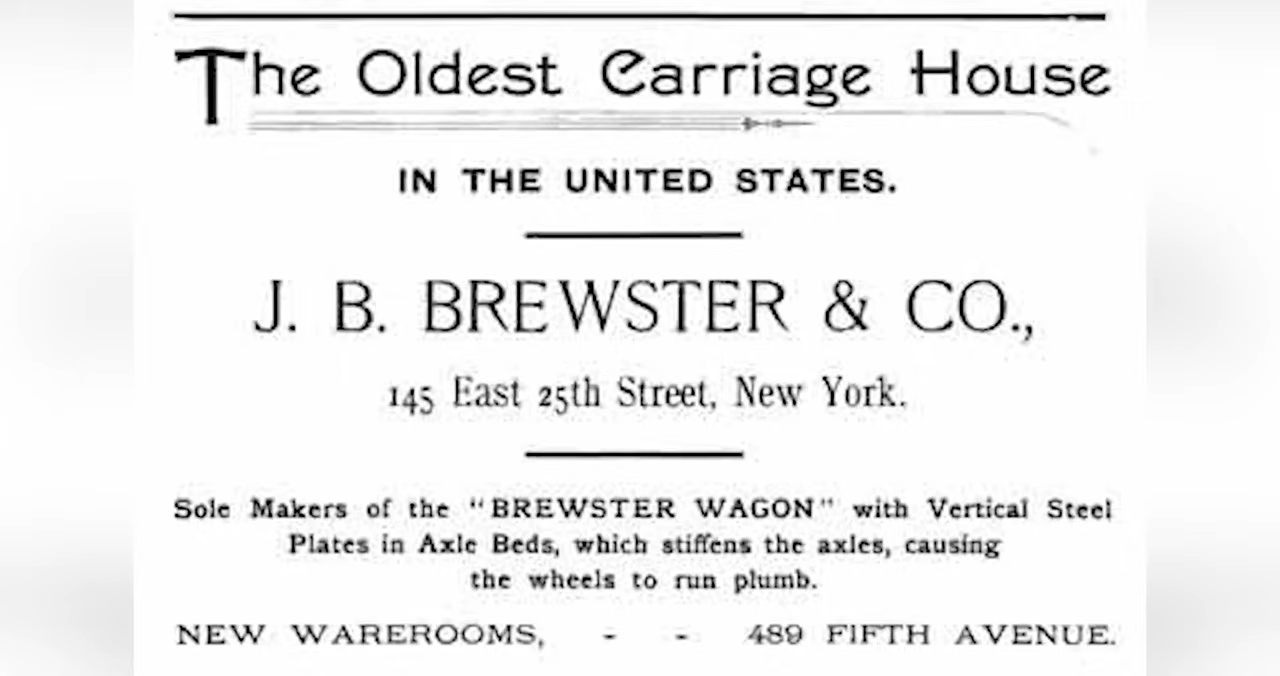 The Oldest Carriage House
IN THE UNITED STATES.
J. B. BREWSTER & CO.,
145 East 25th Street, New York.
Sole Makers of the "BREWSTER WAGON" with Vertical Steel
Plates in Axle Beds, which stiffens the axles, causing
the wheels to run plumb.
NEW WAREROOMS, - - 489 FIFTH AVENUE.